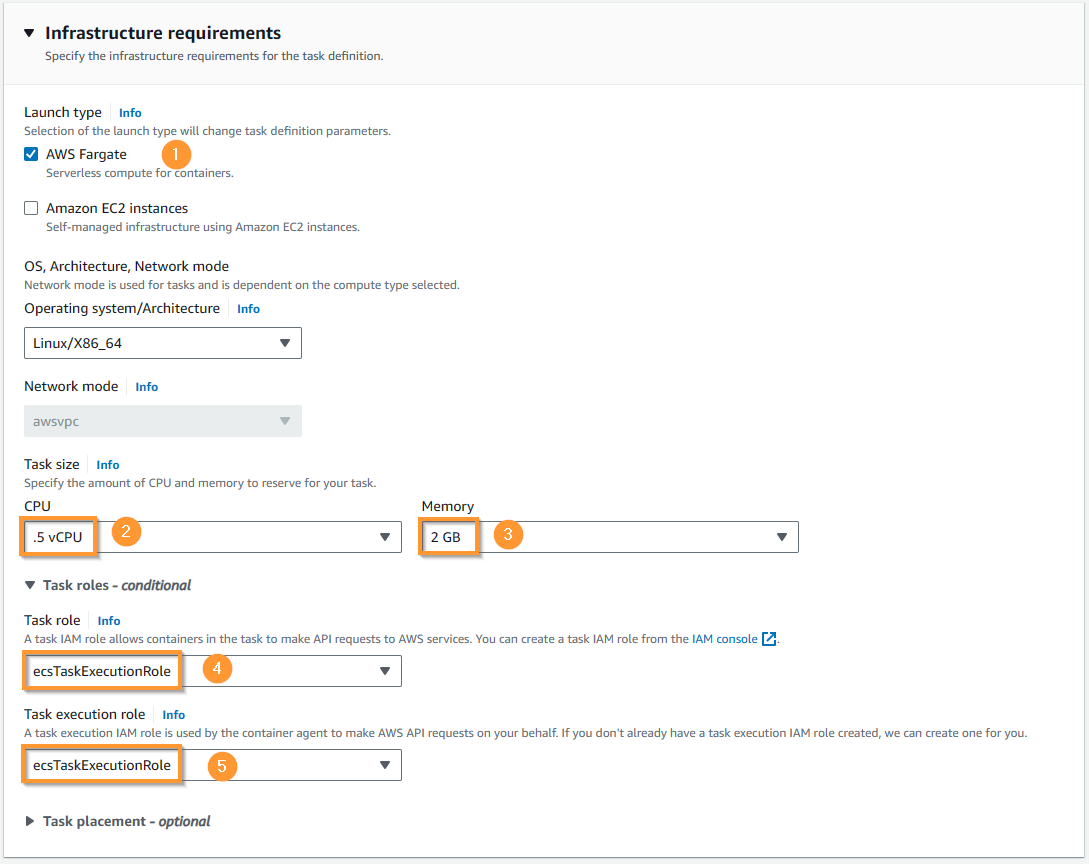 Infrastructure requirements
Specify the infrastructure requirements for the task definition.
Launch type Info
Selection of the launch type will change task definition parameters.
AWS Fargate 1
Serverless compute for containers.
Amazon EC2 instances
Self-managed infrastructure using Amazon EC2 instances.
OS, Architecture, Network mode
Network mode is used for tasks and is dependent on the compute type selected.
Operating system/Architecture Info
Linux/X86_64
Network mode Info
awsvpc
Task size Info
Specify the amount of CPU and memory to reserve for your task.
CPU Memory
.5 vCPU 2 2 GB 3
Task roles - conditional
Task role Info
A task IAM role allows containers in the task to make API requests to AWS services. You can create a task IAM role from the IAM console.
ecsTaskExecutionRole 4
Task execution role Info
A task execution IAM role is used by the container agent to make AWS API requests on your behalf. If you don't already have a task execution IAM role created, we can create one for you.
ecsTaskExecutionRole 5
Task placement - optional